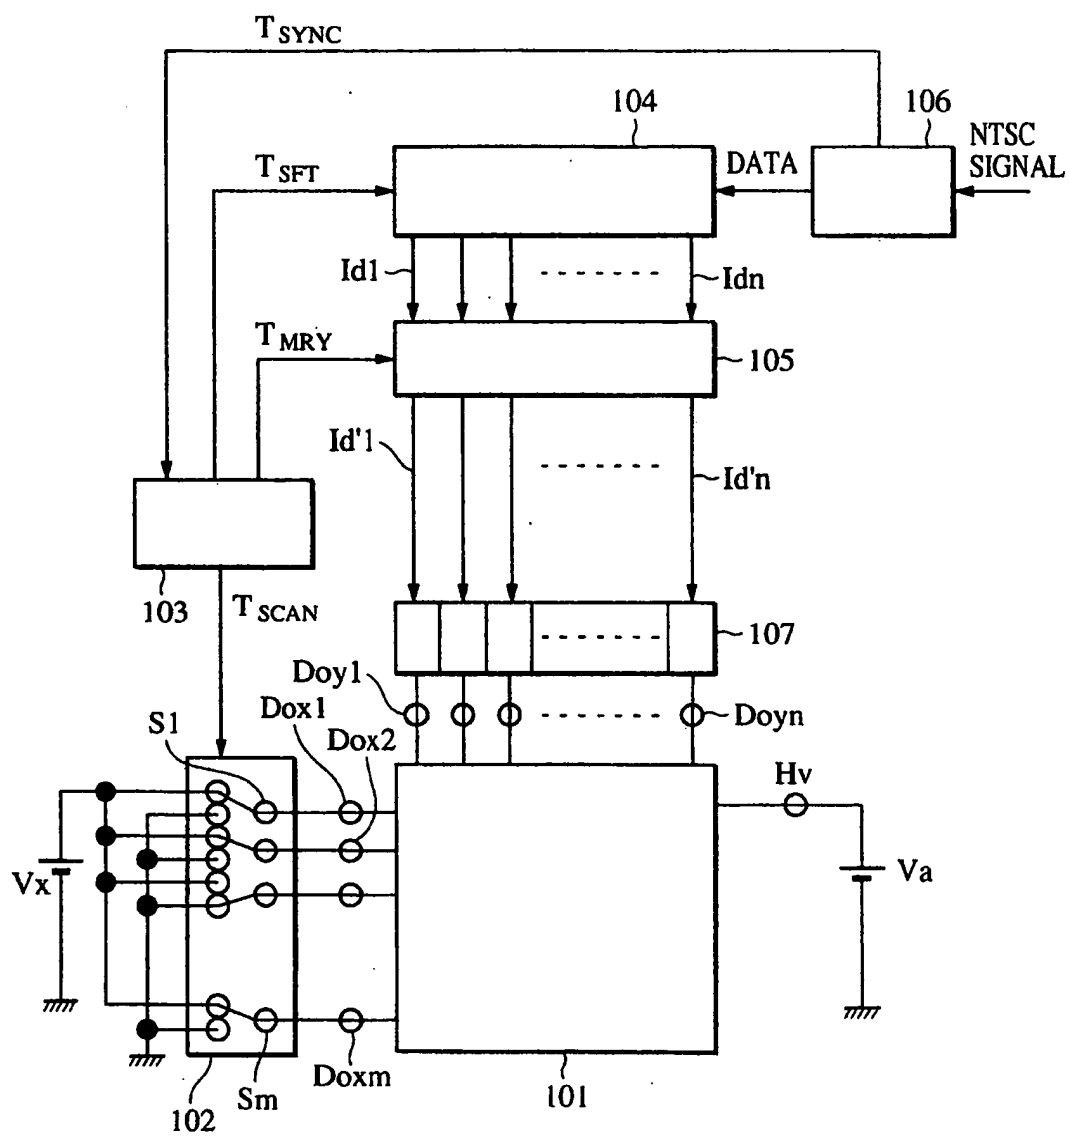 T SYNC
104
106
NTSC
SIGNAL
T SFT
DATA
Id1
Idn
T MRY
105
Id'1
Id'n
103
T SCAN
107
Doy1
Doyn
S1
Dox1
Dox2
Hv
Vx
Va
102
Sm
Doxm
101